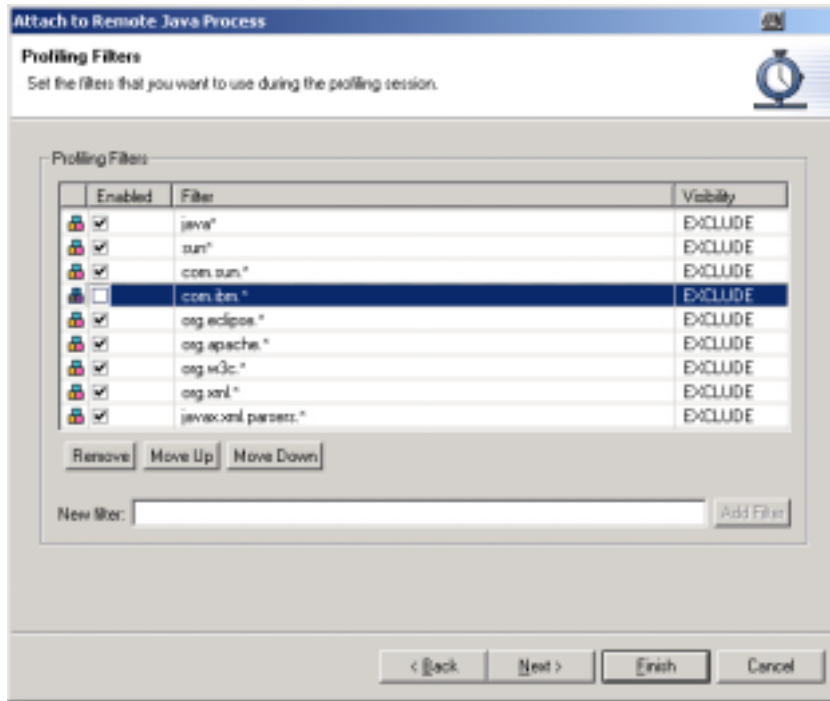 Attach to Remote Java Process
Profiling Filters
Set the filters that you want to use during the profiling session.
Profiling Filters
Enabled Filter Visibility
java* EXCLUDE
sun* EXCLUDE
com.sun.* EXCLUDE
com.ibm.* EXCLUDE
org.eclipse.* EXCLUDE
org.apache.* EXCLUDE
org.w3c.* EXCLUDE
org.xml.* EXCLUDE
javax.xml.parsers.* EXCLUDE
Remove Move Up Move Down
New filter: Add Filter
< Back Next > Finish Cancel